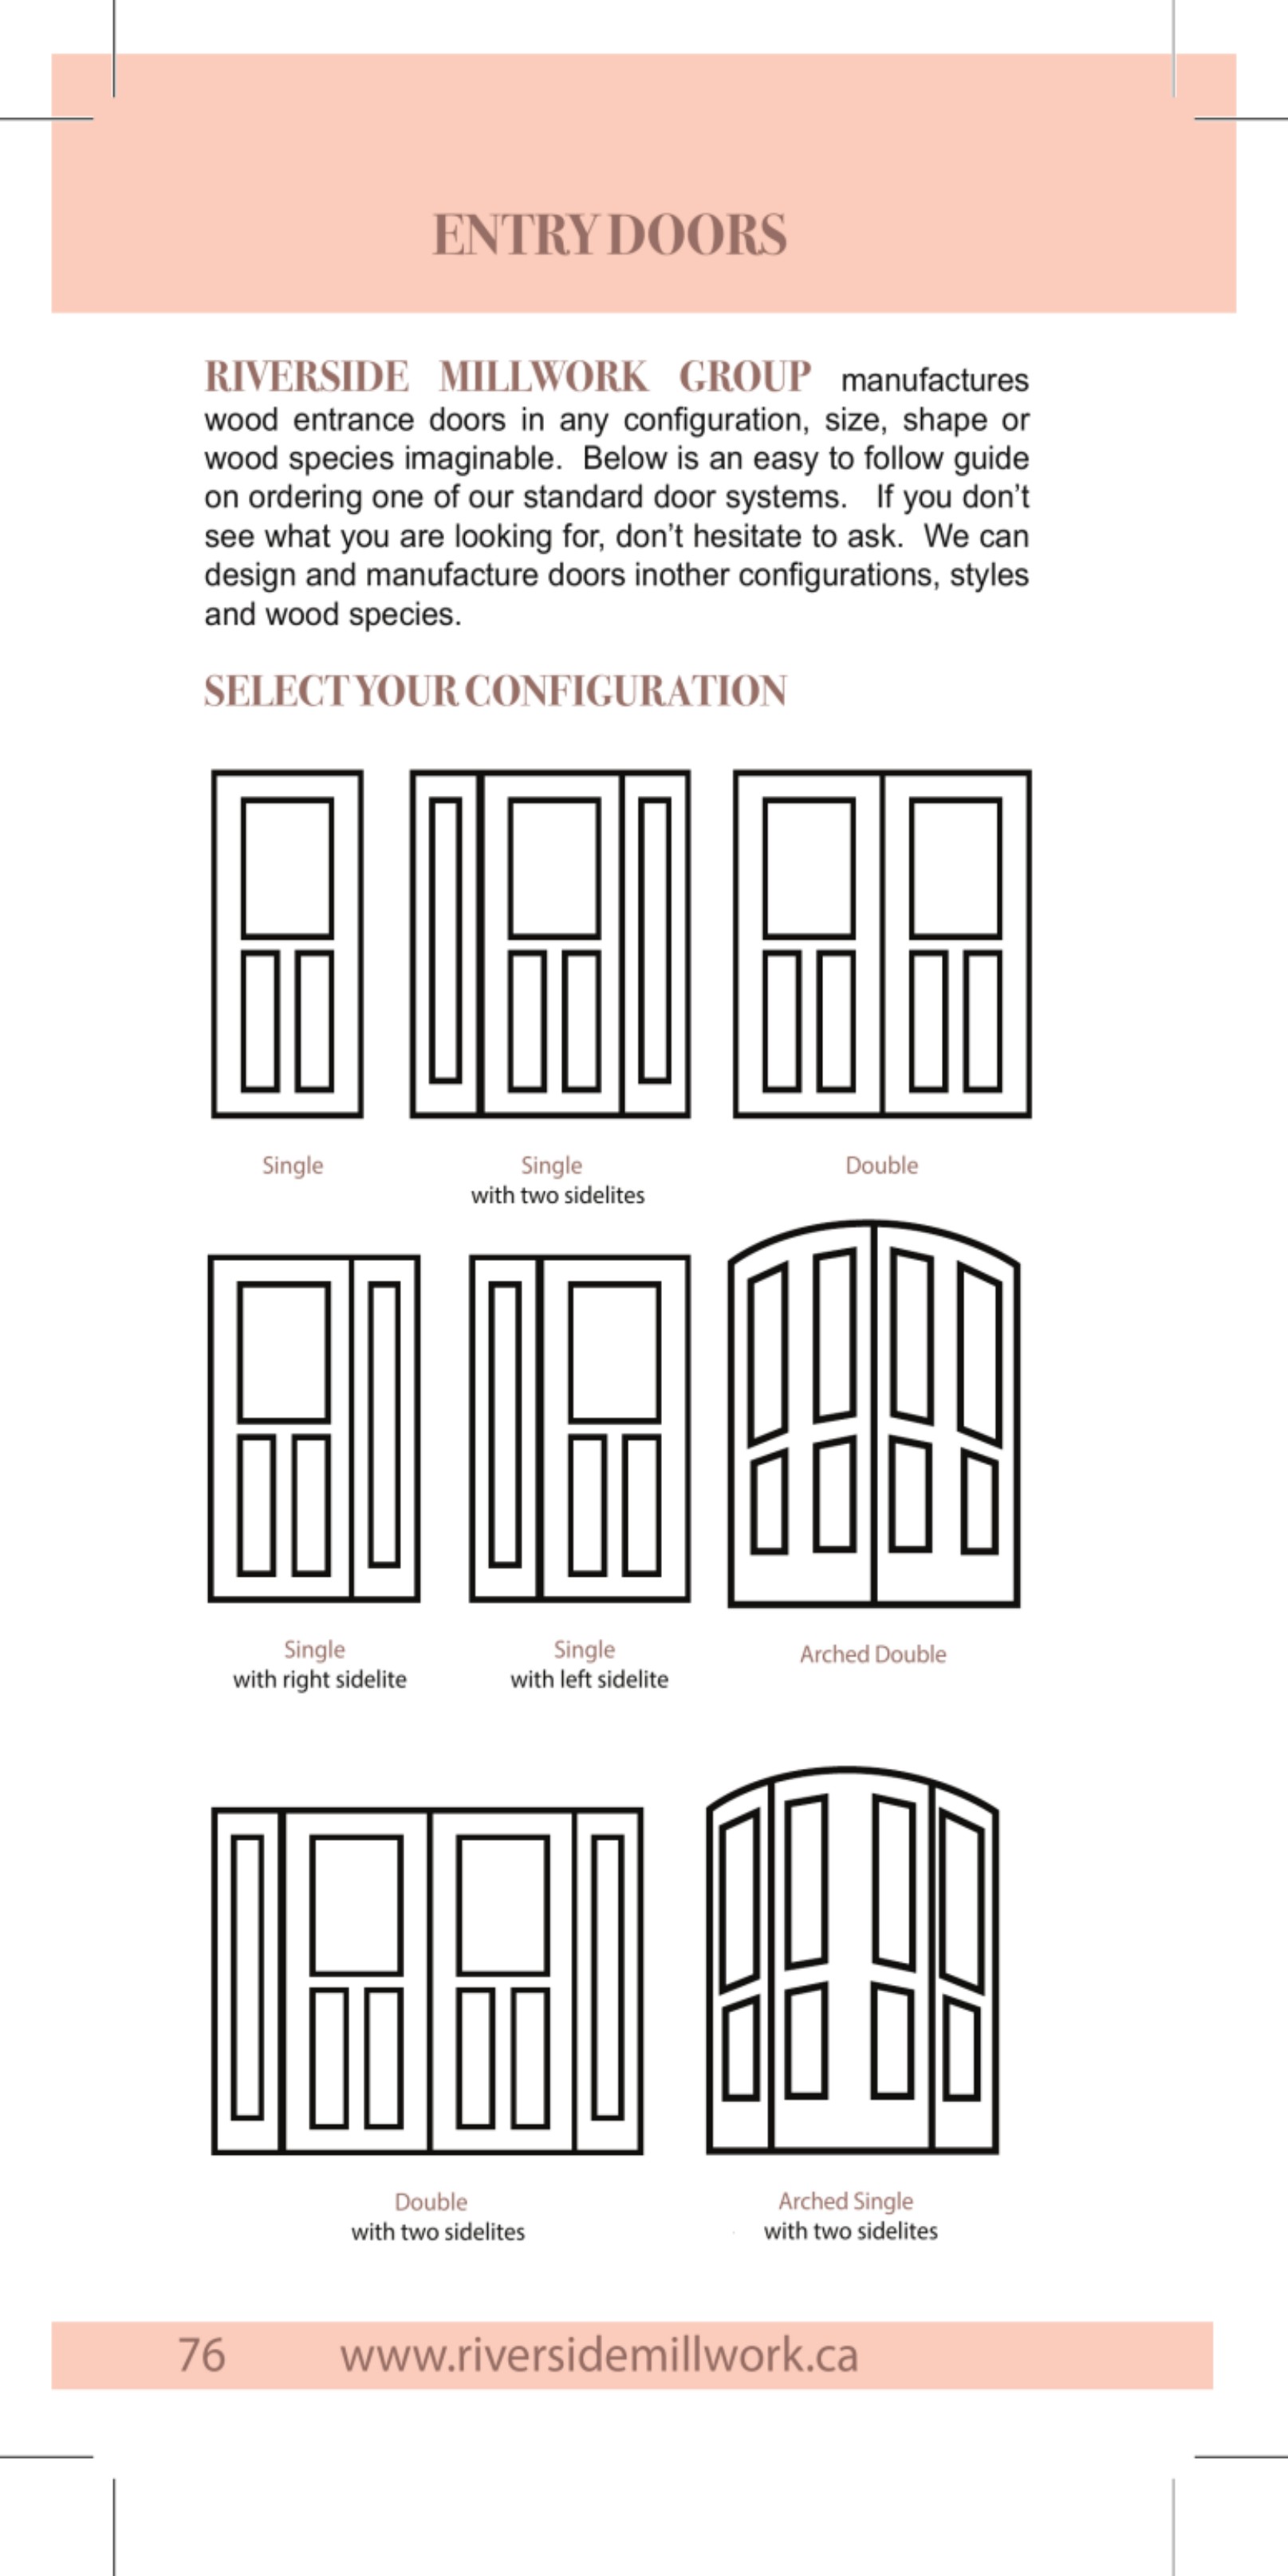 ENTRY DOORS
RIVERSIDE MILLWORK GROUP manufactures
wood entrance doors in any configuration, size, shape or
wood species imaginable. Below is an easy to follow guide
on ordering one of our standard door systems. If you don't
see what you are looking for, don't hesitate to ask. We can
design and manufacture doors inother configurations, styles
and wood species.
SELECT YOUR CONFIGURATION
Single
Single
with two sidelites
Double
Single
with right sidelite
Single
with left sidelite
Arched Double
Double
with two sidelites
Arched Single
with two sidelites
76 www.riversidemillwork.ca